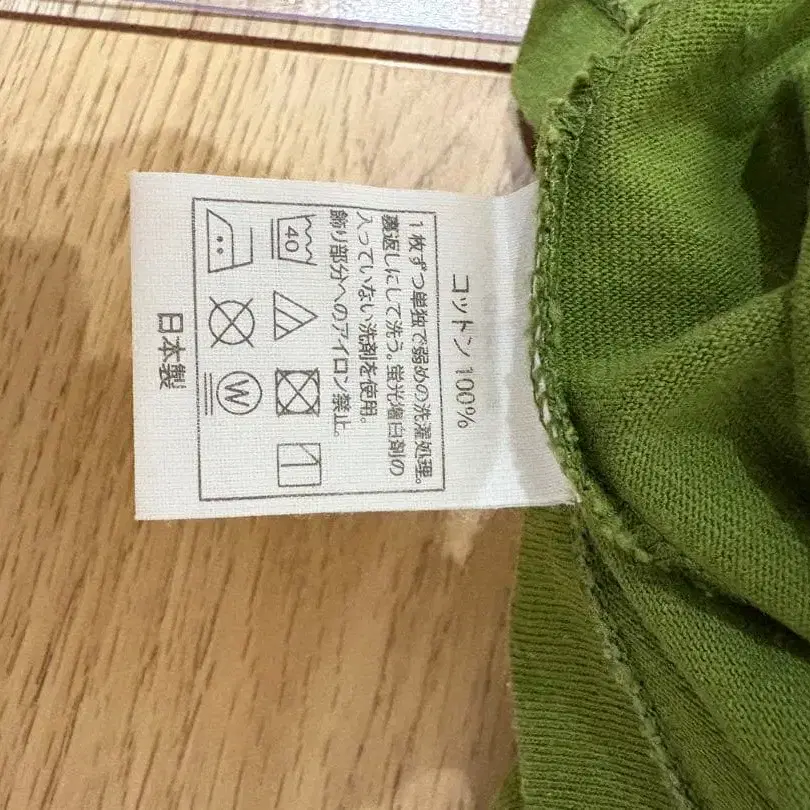 コットン 100%
1枚ずつ単独で弱めの洗濯処理。
裏返しにして洗う。蛍光増白剤の
入っていない洗剤を使用。
飾り部分へのアイロン禁止。
40
W
日本製